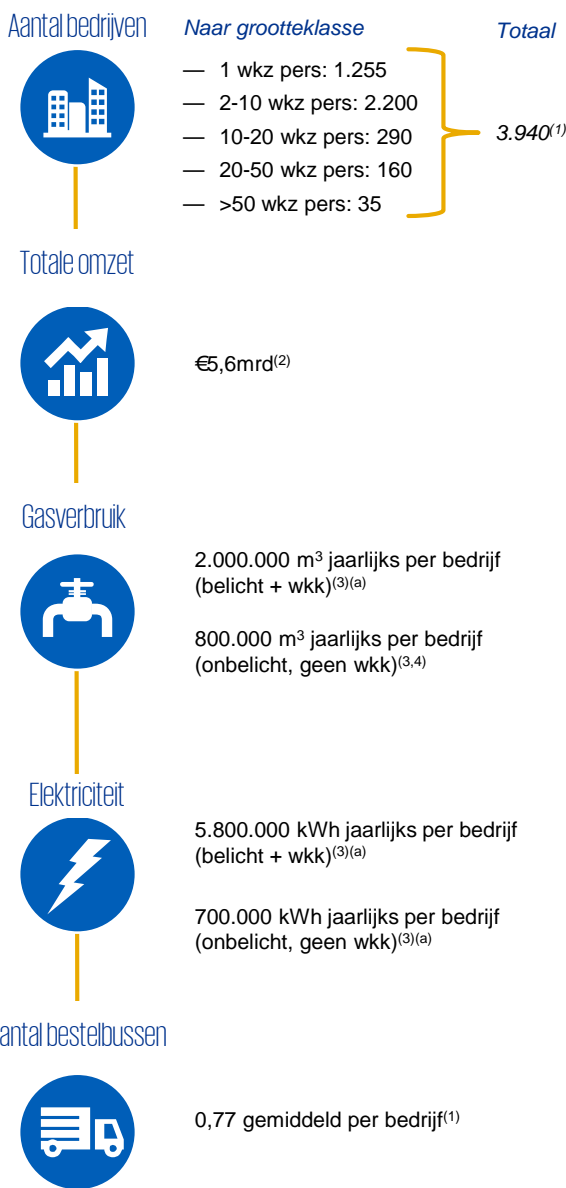 Aantal bedrijven
Naar grootteklasse
Totaal
— 1 wkz pers: 1.255
— 2-10 wkz pers: 2.200
— 10-20 wkz pers: 290
— 20-50 wkz pers: 160
— >50 wkz pers: 35
3.940(1)
Totale omzet
€5,6mrd(2)
Gasverbruik
2.000.000 m³ jaarlijks per bedrijf
(belicht + wkk)(3)(a)
800.000 m³ jaarlijks per bedrijf
(onbelicht, geen wkk)(3,4)
Elektriciteit
5.800.000 kWh jaarlijks per bedrijf
(belicht + wkk)(3)(a)
700.000 kWh jaarlijks per bedrijf
(onbelicht, geen wkk)(3)(a)
antal bestelbussen
0,77 gemiddeld per bedrijf(1)